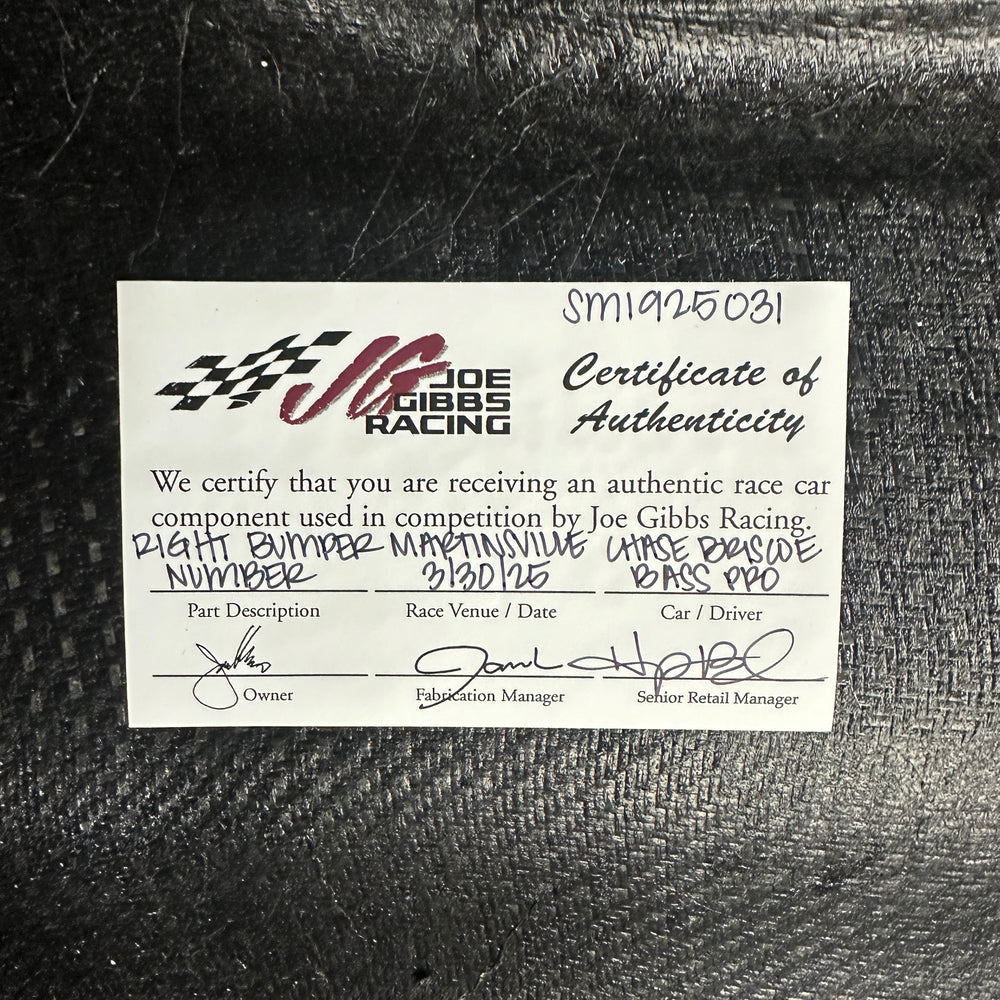 SM1925031
JG JOE
GIBBS
RACING
Certificate of
Authenticity
We certify that you are receiving an authentic race car
component used in competition by Joe Gibbs Racing.
RIGHT BUMPER MARTINSVILLE CHASE BRISCOE
NUMBER 3/30/25 BASS PRO
Part Description Race Venue / Date Car / Driver
Owner Fabrication Manager Senior Retail Manager